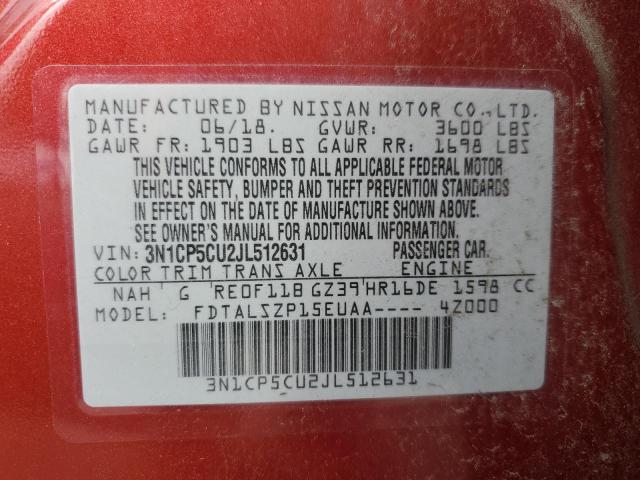 MANUFACTURED BY NISSAN MOTOR CO., LTD.
DATE: 06/18. GVWR: 3600 LBS
GAWR FR: 1903 LBS GAWR RR: 1698 LBS
THIS VEHICLE CONFORMS TO ALL APPLICABLE FEDERAL MOTOR
VEHICLE SAFETY, BUMPER AND THEFT PREVENTION STANDARDS
IN EFFECT ON THE DATE OF MANUFACTURE SHOWN ABOVE.
SEE OWNER'S MANUAL FOR ADDITIONAL INFORMATION.
VIN: 3N1CP5CU2JL512631 PASSENGER CAR.
COLOR TRIM TRANS AXLE ENGINE
NAH G RE0F11B GZ39 HR16DE 1598 CC
MODEL: FDTALSZP15EUAA---- 4Z000
3N1CP5CU2JL512631